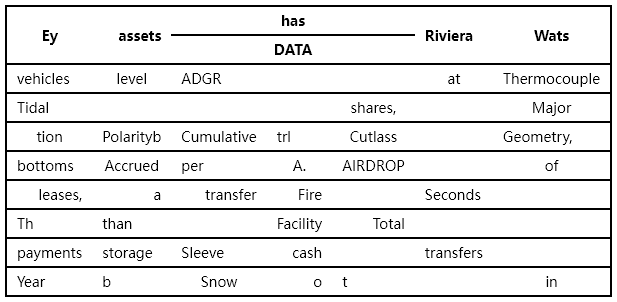 has
Ey assets Riviera Wats
DATA
vehicles level ADGR at Thermocouple
Tidal shares, Major
tion Polarityb Cumulative trl Cutlass Geometry,
bottoms Accrued per A. AIRDROP of
leases, a transfer Fire Seconds
Th than Facility Total
payments storage Sleeve cash transfers
Year b Snow o t in